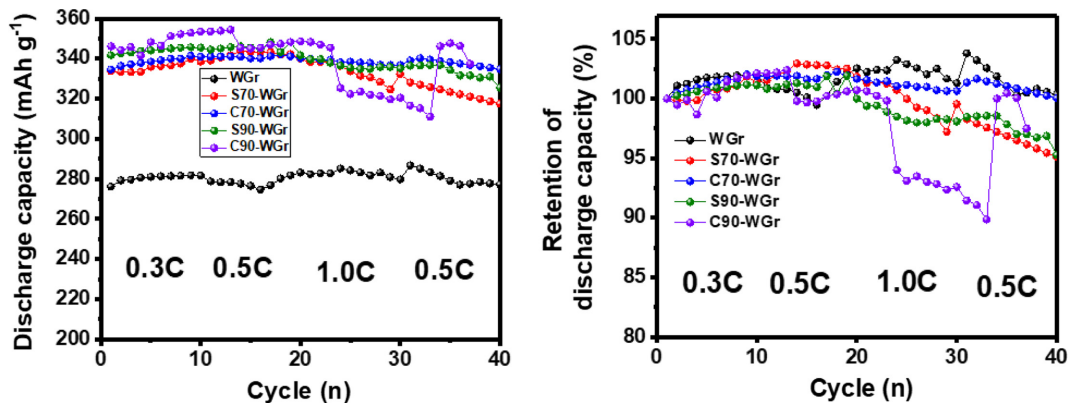 Discharge capacity (mAh g⁻¹)
360
340
320
300
280
260
240
220
200
WGr
S70-WGr
C70-WGr
S90-WGr
C90-WGr
0.3C 0.5C 1.0C 0.5C
0 10 20 30 40
Cycle (n)
Retention of
discharge capacity (%)
105
100
95
90
85
80
WGr
S70-WGr
C70-WGr
S90-WGr
C90-WGr
0.3C 0.5C 1.0C 0.5C
0 10 20 30 40
Cycle (n)